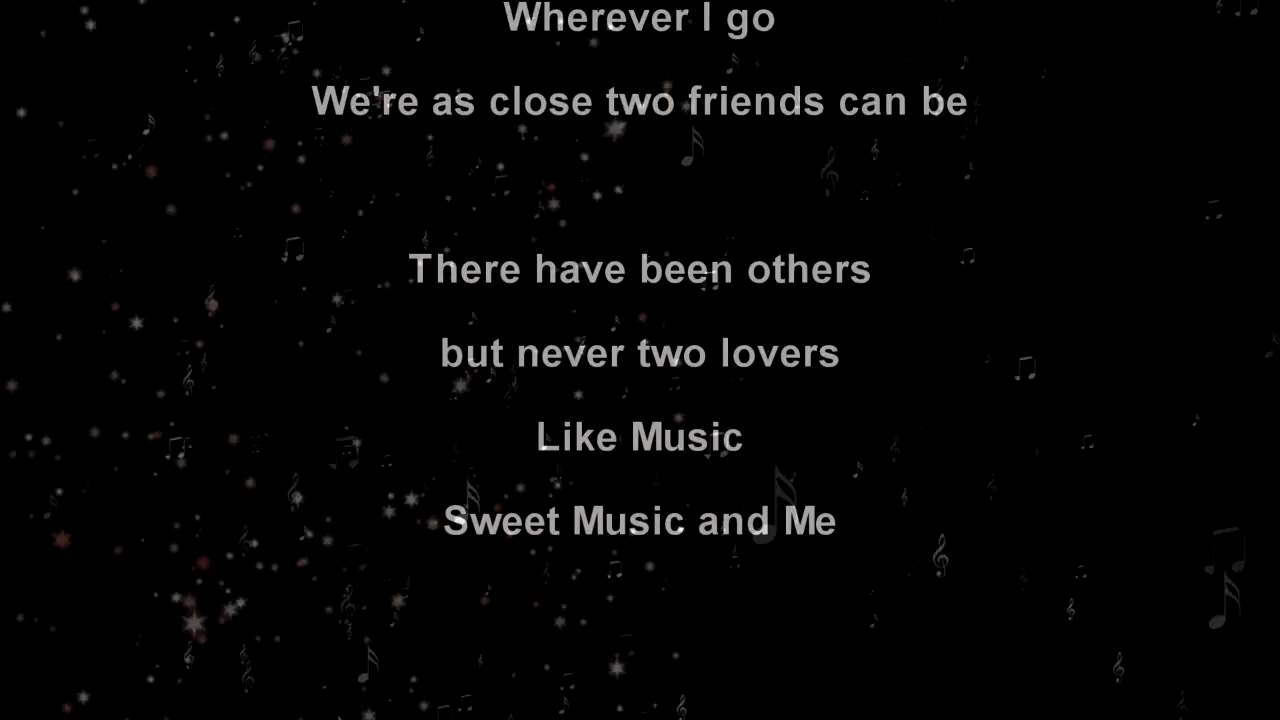 Wherever I go
We're as close two friends can be
There have been others
but never two lovers
Like Music
Sweet Music and Me